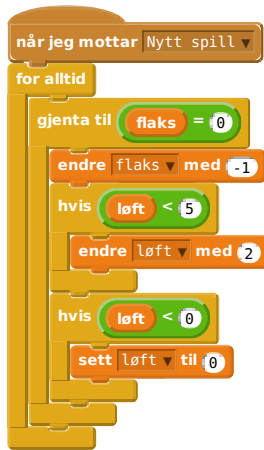 når jeg mottar Nytt spill ▼
for alltid
gjenta til flaks = 0
endre flaks ▼ med -1
hvis løft < 5
endre løft ▼ med 2
hvis løft < 0
sett løft ▼ til 0